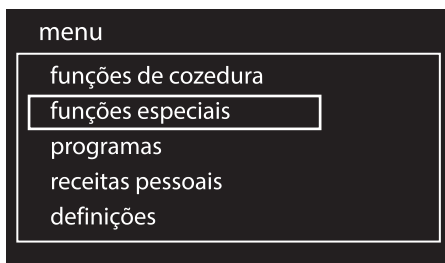 menu
funções de cozedura
funções especiais
programas
receitas pessoais
definições